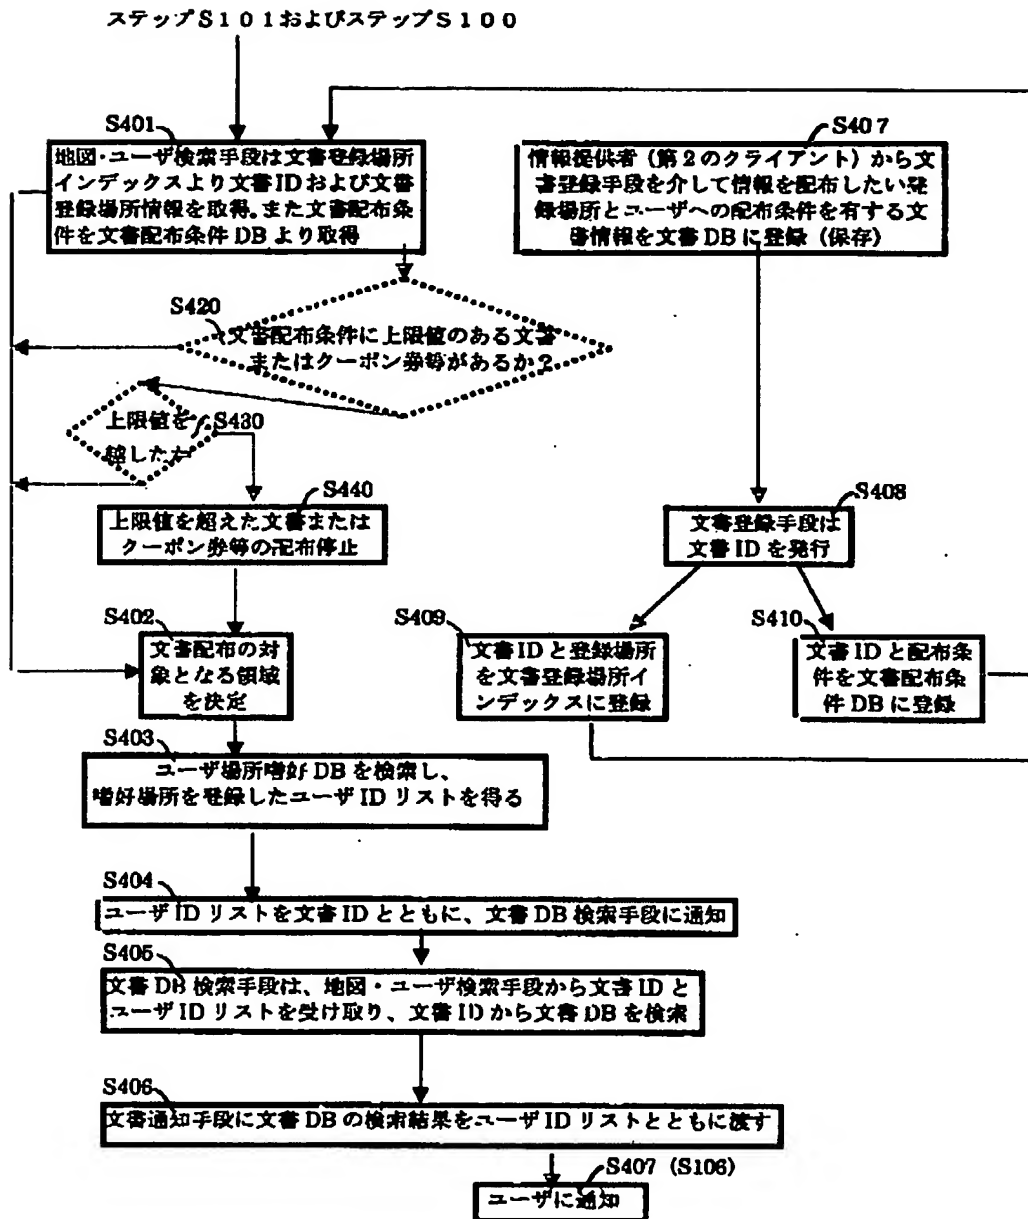 ステップS101およびステップS100
S401
地図・ユーザ検索手段は文書登録場所
インデックスより文書IDおよび文書
登録場所情報を取得。また文書配布条
件を文書配布条件DBより取得
S407
情報提供者(第2のクライアント)から文
書登録手段を介して情報を配布したい登
録場所とユーザへの配布条件を有する文
書情報を文書DBに登録(保存)
S420
文書配布条件に上限値のある文書
またはクーポン券等があるか?
上限値を
越したか
S430
S440
上限値を超えた文書または
クーポン券等の配布停止
S408
文書登録手段は
文書IDを発行
S402
文書配布の対
象となる領域
を決定
S409
文書IDと登録場所
を文書登録場所イ
ンデックスに登録
S410
文書IDと配布条
件を文書配布条
件DBに登録
S403
ユーザ場所嗜好DBを検索し、
嗜好場所を登録したユーザIDリストを得る
S404
ユーザIDリストを文書IDとともに、文書DB検索手段に通知
S405
文書DB検索手段は、地図・ユーザ検索手段から文書IDと
ユーザIDリストを受け取り、文書IDから文書DBを検索
S406
文書通知手段に文書DBの検索結果をユーザIDリストとともに渡す
S407 (S106)
ユーザに通知